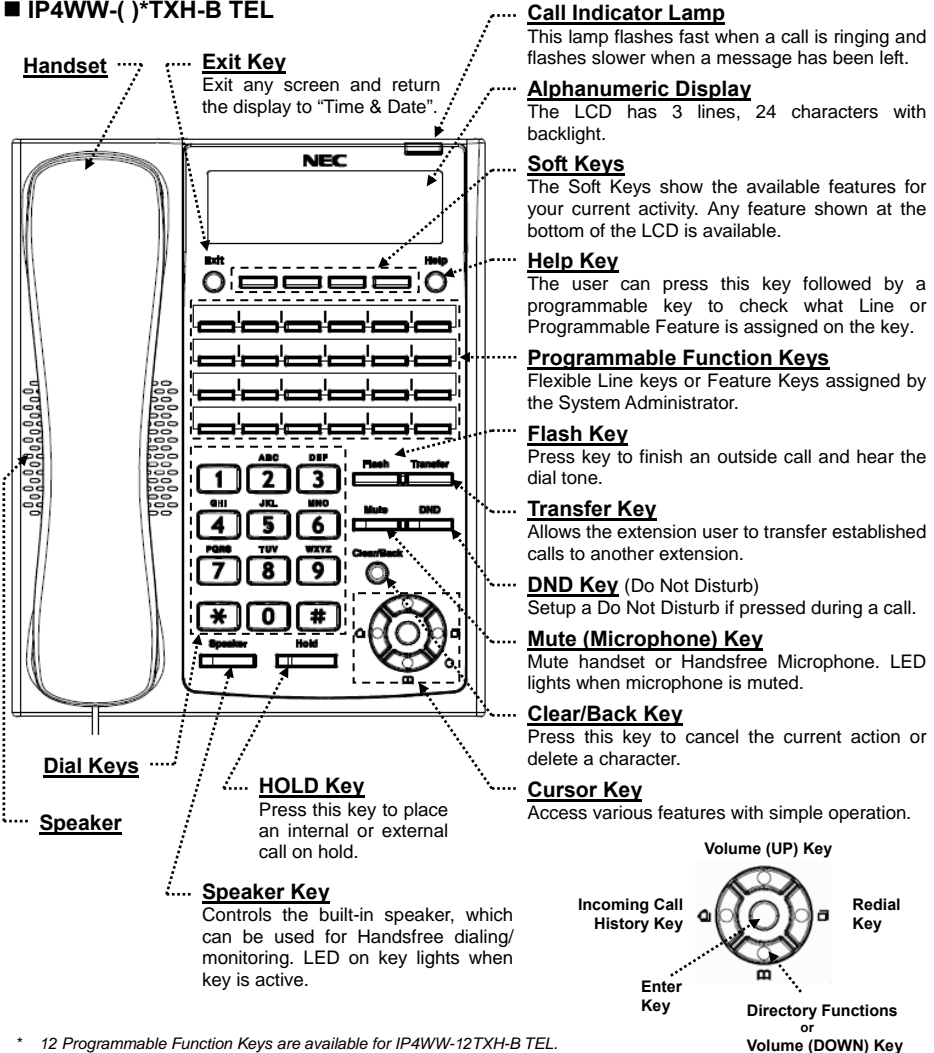 ■ IP4WW-( )*TXH-B TEL
Handset
Exit Key
Exit any screen and return
the display to “Time & Date”.
Call Indicator Lamp
This lamp flashes fast when a call is ringing and
flashes slower when a message has been left.
Alphanumeric Display
The LCD has 3 lines, 24 characters with
backlight.
Soft Keys
The Soft Keys show the available features for
your current activity. Any feature shown at the
bottom of the LCD is available.
Help Key
The user can press this key followed by a
programmable key to check what Line or
Programmable Feature is assigned on the key.
Programmable Function Keys
Flexible Line keys or Feature Keys assigned by
the System Administrator.
Flash Key
Press key to finish an outside call and hear the
dial tone.
Transfer Key
Allows the extension user to transfer established
calls to another extension.
DND Key (Do Not Disturb)
Setup a Do Not Disturb if pressed during a call.
Mute (Microphone) Key
Mute handset or Handsfree Microphone. LED
lights when microphone is muted.
Clear/Back Key
Press this key to cancel the current action or
delete a character.
Cursor Key
Access various features with simple operation.
NEC
Exit
Help
ABC DEF
1 2 3
Flash Transfer
GHI JKL MNO
4 5 6
Mute DND
PQRS TUV WXYZ
7 8 9
Clear/Back
* 0 #
Speaker Hold
Dial Keys
Speaker
HOLD Key
Press this key to place
an internal or external
call on hold.
Speaker Key
Controls the built-in speaker, which
can be used for Handsfree dialing/
monitoring. LED on key lights when
key is active.
Volume (UP) Key
Incoming Call
History Key
Redial
Key
Enter
Key
Directory Functions
or
Volume (DOWN) Key
* 12 Programmable Function Keys are available for IP4WW-12TXH-B TEL.